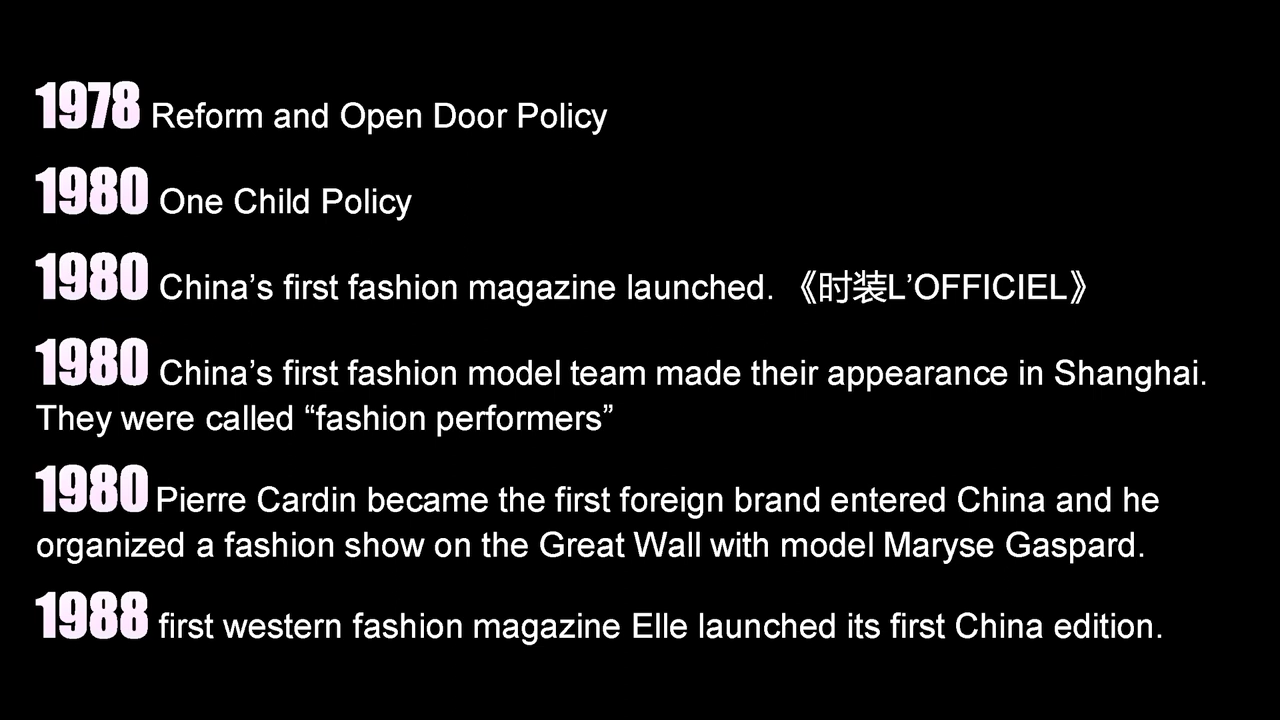 1978 Reform and Open Door Policy
1980 One Child Policy
1980 China’s first fashion magazine launched. 《时装L’OFFICIEL》
1980 China’s first fashion model team made their appearance in Shanghai.
They were called “fashion performers”
1980 Pierre Cardin became the first foreign brand entered China and he
organized a fashion show on the Great Wall with model Maryse Gaspard.
1988 first western fashion magazine Elle launched its first China edition.